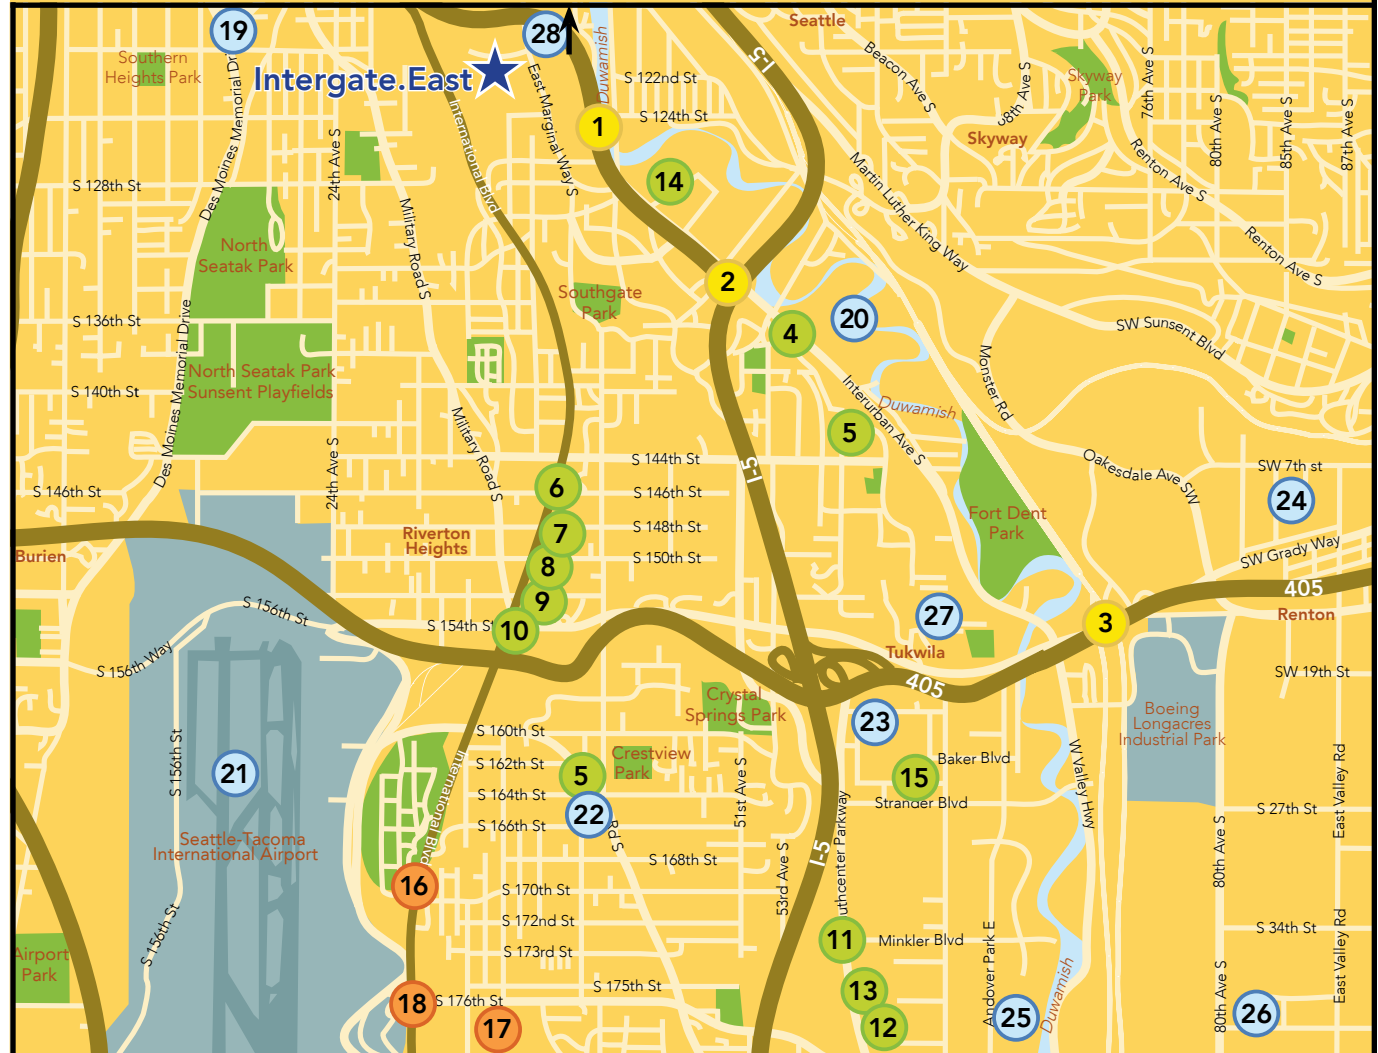 19
28
Seattle
Southern
Heights Park
Intergate.East
Duwamish
I-5
S 122nd St
S 124th St
Beacon Ave S
Skyway
Park
76th Ave S
80th Ave S
85th Ave S
87th Ave S
Skyway
Des Moines Memorial Dr
24th Ave S
International Blvd
East Marginal Way S
1
14
S 128th St
Military Road S
Martin Luther King Way
Renton Ave S
Renton Ave S
North
Seatak Park
2
Southgate
Park
20
4
S 136th St
SW Sunsent Blvd
Des Moines Memorial Drive
North Seatak Park
Sunsent Playfields
S 140th St
Monster Rd
Interurban Ave S
Duwamish
5
Military Road S
24th Ave S
S 144th St
I-5
Oakesdale Ave SW
SW 7th st
24
S 146th St
6
S 146th St
Fort Dent
Park
Riverton
Heights
7
S 148th St
Burien
8
S 150th St
SW Grady Way
405
9
S 156th St
S 154th St
10
27
3
Renton
S 156th Way
Tukwila
SW 19th St
405
Crystal
Springs Park
23
Boeing
Longacres
Industrial Park
S 160th St
International Blvd
S 156th St
21
S 162th St
5
Crestview
Park
51st Ave S
15
Baker Blvd
W Valley Hwy
East Valley Rd
S 164th St
22
Strander Blvd
S 27th St
S 166th St
Rd S
uthcenter Parkway
I-5
Seattle-Tacoma
International Airport
S 168th St
53rd Ave S
80th Ave S
16
S 170th St
S 156th St
S 172nd St
11
Minkler Blvd
Andover Park E
S 34th St
East Valley Rd
S 173rd St
Airport
Park
S 175th St
13
Duwamish
80th Ave S
18
S 176th St
17
12
25
26